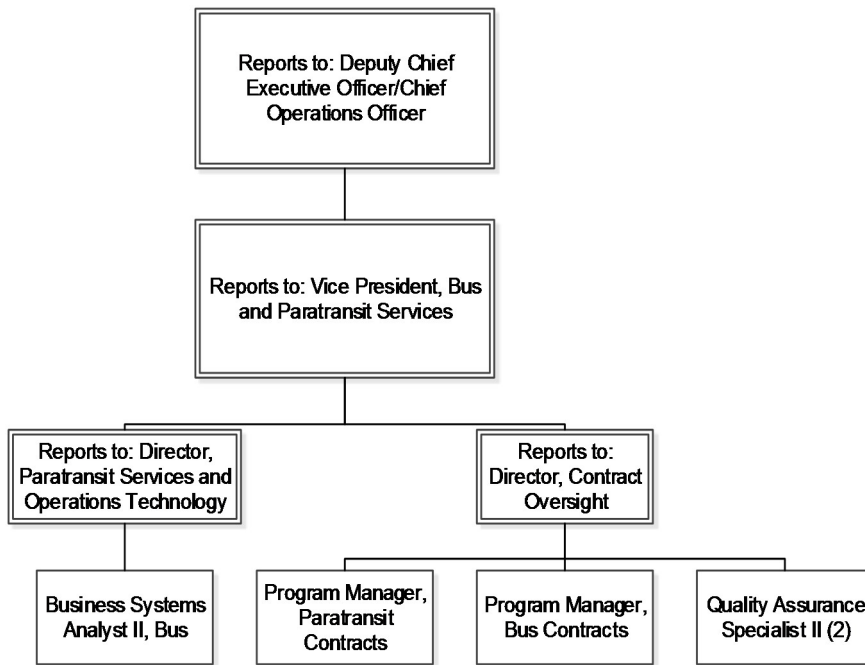 Reports to: Deputy Chief
Executive Officer/Chief
Operations Officer
Reports to: Vice President, Bus
and Paratransit Services
Reports to: Director,
Paratransit Services and
Operations Technology
Reports to:
Director, Contract
Oversight
Business Systems
Analyst II, Bus
Program Manager,
Paratransit
Contracts
Program Manager,
Bus Contracts
Quality Assurance
Specialist II (2)